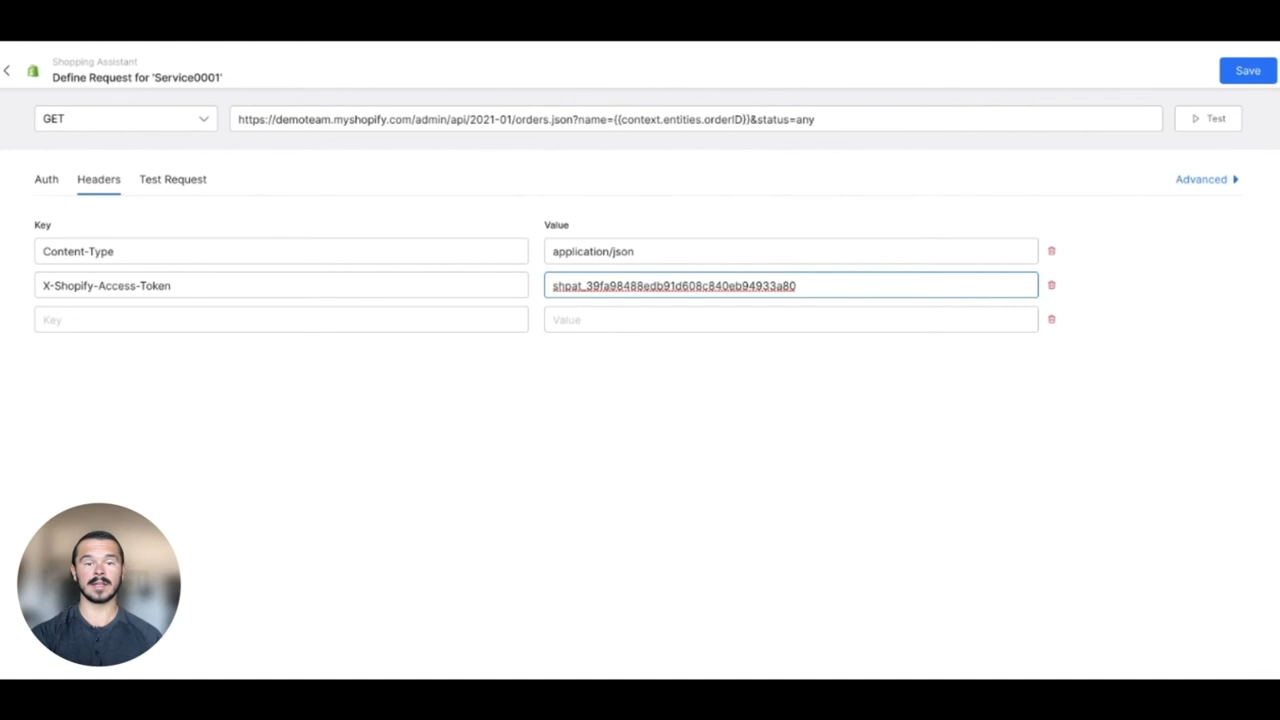 Shopping Assistant
Define Request for 'Service0001'
Save
GET
https://demoteam.myshopify.com/admin/api/2021-01/orders.json?name={{context.entities.orderID}}&status=any
Test
Auth
Headers
Test Request
Advanced
Key
Value
Content-Type
application/json
X-Shopify-Access-Token
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
Key
Value